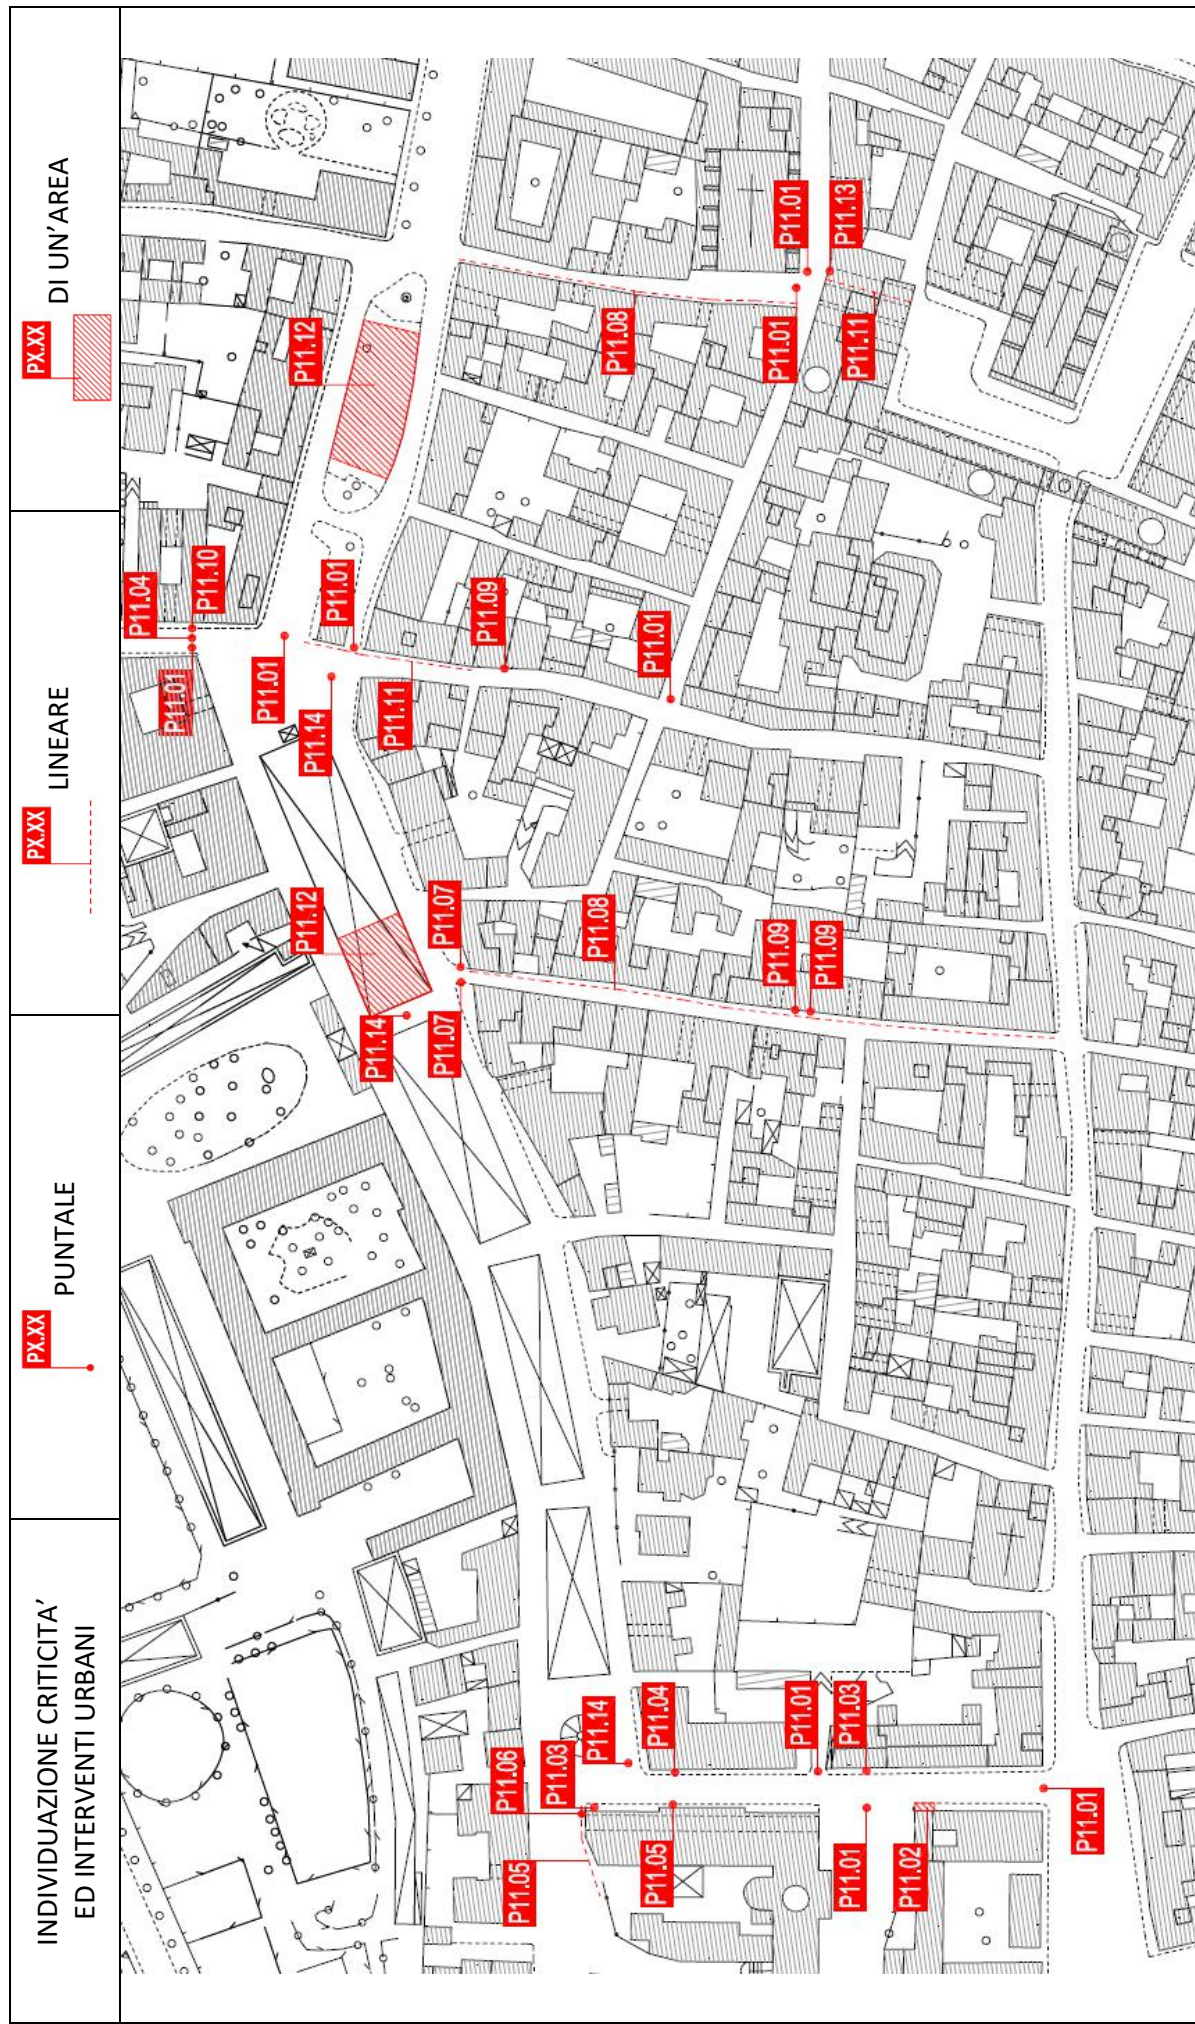 INDIVIDUAZIONE CRITICITA'
ED INTERVENTI URBANI
PX.XX
PUNTALE
PX.XX
LINEARE
PX.XX
DI UN'AREA
P11.04
P11.01
P11.10
P11.01
P11.12
P11.12
P11.14
P11.01
P11.14
P11.11
P11.07
P11.07
P11.09
P11.06
P11.05
P11.03
P11.14
P11.08
P11.08
P11.01
P11.05
P11.04
P11.09
P11.01
P11.01
P11.01
P11.09
P11.13
P11.01
P11.03
P11.11
P11.02
P11.01